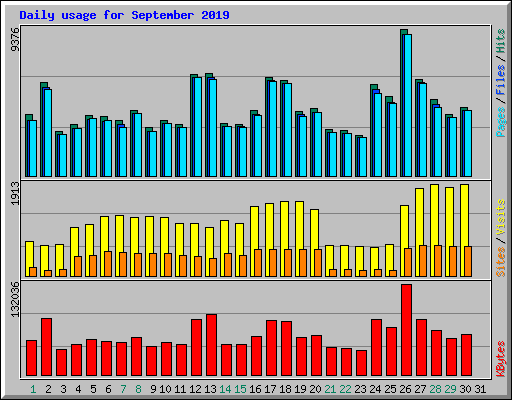 Daily usage for September 2019
9376
Pages / Files / Hits
1913
Sites / Visits
132036
KBytes
1 2 3 4 5 6 7 8 9 10 11 12 13 14 15 16 17 18 19 20 21 22 23 24 25 26 27 28 29 30 31